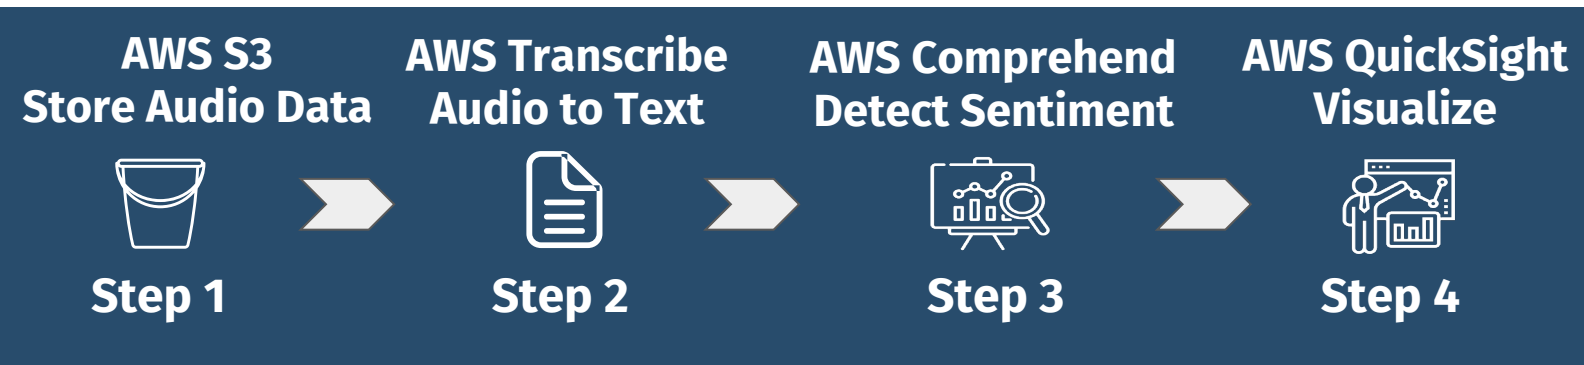 AWS S3
Store Audio Data
AWS Transcribe
Audio to Text
AWS Comprehend
Detect Sentiment
AWS QuickSight
Visualize
Step 1
Step 2
Step 3
Step 4